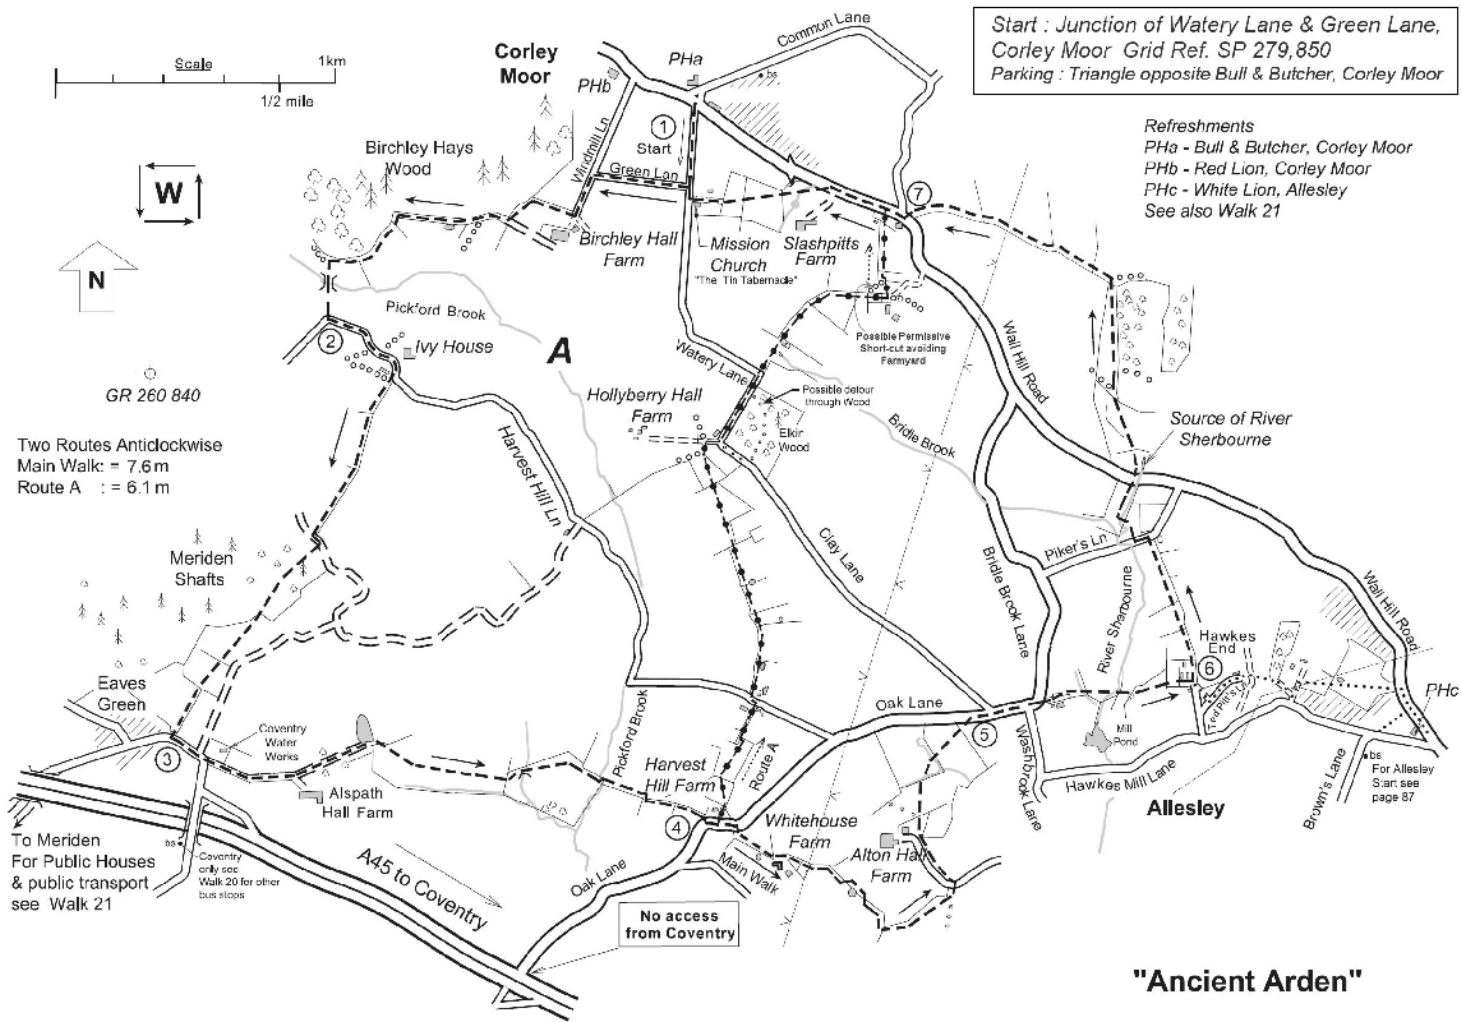 Start : Junction of Watery Lane & Green Lane,
Corley Moor Grid Ref. SP 279,850
Parking : Triangle opposite Bull & Butcher, Corley Moor
Scale
1km
1/2 mile
Corley
Moor
PHa
PHb
Common Lane
bs
Refreshments
PHa - Bull & Butcher, Corley Moor
PHb - Red Lion, Corley Moor
PHc - White Lion, Allesley
See also Walk 21
1
Start
Windmill Ln
Green Lan
Birchley Hays
Wood
W
N
7
Birchley Hall
Farm
Mission
Church
"The Tin Tabernacle"
Slashpitts
Farm
Pickford Brook
2
Ivy House
A
Watery Lane
Possible Permissive
Short-cut avoiding
Farmyard
Wall Hill Road
GR 260 840
Hollyberry Hall
Farm
Possible detour
through Wood
Elkin
Wood
Bridle Brook
Source of River
Sherbourne
Two Routes Anticlockwise
Main Walk: = 7.6 m
Route A : = 6.1 m
Harvest Hill Ln
Clay Lane
Piker's Ln
Bridle Brook Lane
River Sherbourne
Wall Hill Road
Meriden
Shafts
Hawkes
End
6
Ted Pitt's Ln
PHc
Eaves
Green
3
Coventry
Water
Works
Alspath
Hall Farm
Pickford Brook
Harvest
Hill Farm
Route A
Oak Lane
5
Mill
Pond
Washbrook Lane
Hawkes Mill Lane
Allesley
Brown's Lane
bs
For Allesley
Start see
page 87
4
Whitehouse
Farm
Main Walk
Alton Hall
Farm
Oak Lane
To Meriden
For Public Houses
& public transport
see Walk 21
bs
Coventry
only see
Walk 20 for other
bus stops
A45 to Coventry
No access
from Coventry
"Ancient Arden"